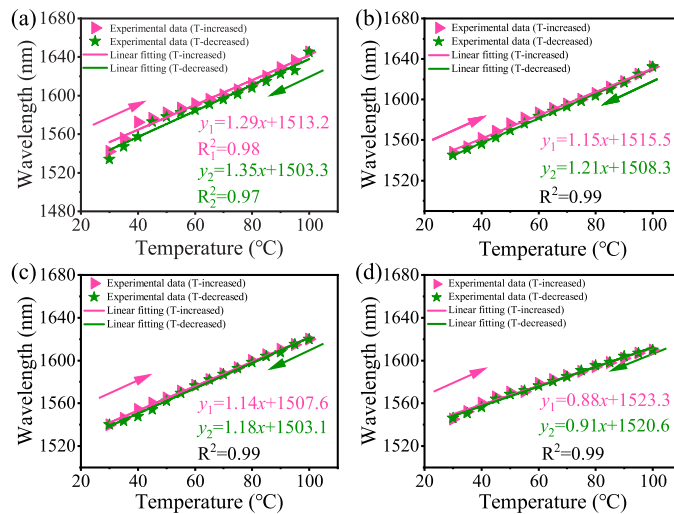 (a)
Experimental data (T-increased)
Experimental data (T-decreased)
Linear fitting (T-increased)
Linear fitting (T-decreased)
y₁=1.29x+1513.2
R₁²=0.98
y₂=1.35x+1503.3
R₂²=0.97
Wavelength (nm)
1640
1600
1560
1520
1480
20 40 60 80 100
Temperature (℃)
(b)
Experimental data (T-increased)
Experimental data (T-decreased)
Linear fitting (T-increased)
Linear fitting (T-decreased)
y₁=1.15x+1515.5
y₂=1.21x+1508.3
R²=0.99
Wavelength (nm)
1680
1640
1600
1560
1520
20 40 60 80 100
Temperature (℃)
(c)
Experimental data (T-increased)
Experimental data (T-decreased)
Linear fitting (T-increased)
Linear fitting (T-decreased)
y₁=1.14x+1507.6
y₂=1.18x+1503.1
R²=0.99
Wavelength (nm)
1680
1640
1600
1560
1520
20 40 60 80 100
Temperature (℃)
(d)
Experimental data (T-increased)
Experimental data (T-decreased)
Linear fitting (T-increased)
Linear fitting (T-decreased)
y₁=0.88x+1523.3
y₂=0.91x+1520.6
R²=0.99
Wavelength (nm)
1680
1640
1600
1560
1520
20 40 60 80 100
Temperature (℃)